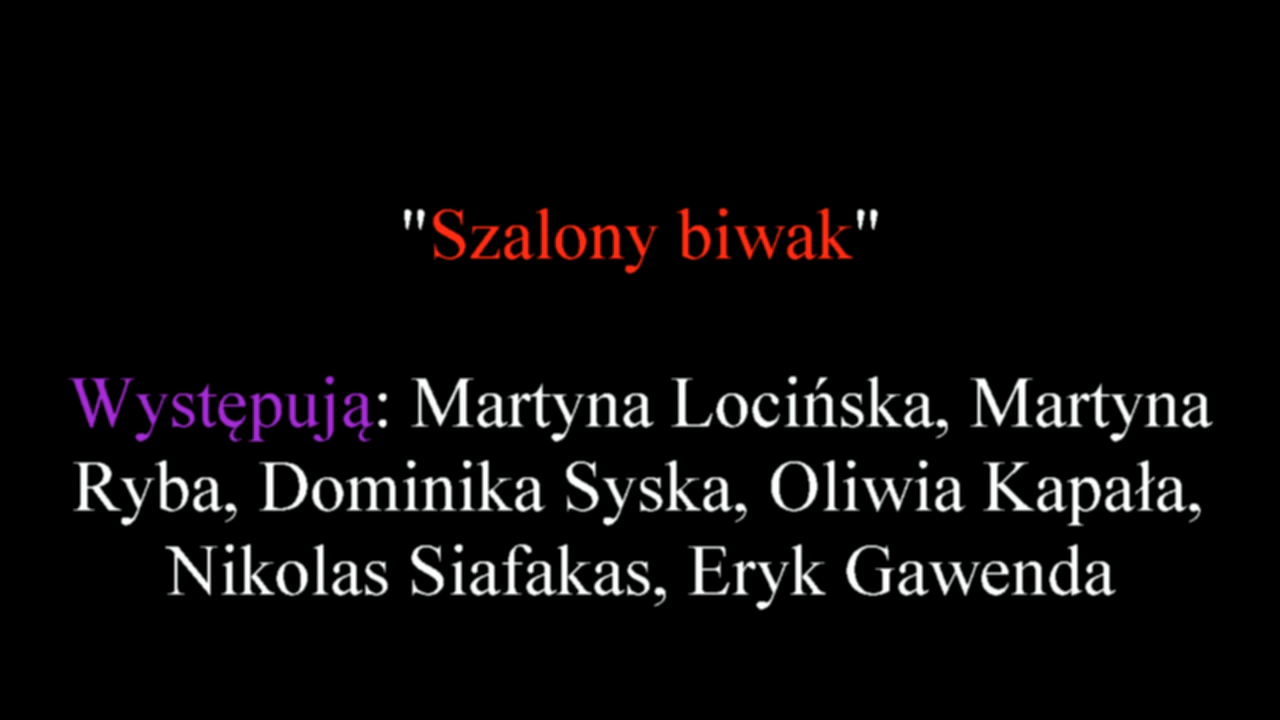 "Szalony biwak"
Występują: Martyna Locińska, Martyna
Ryba, Dominika Syska, Oliwia Kapała,
Nikolas Siafakas, Eryk Gawenda